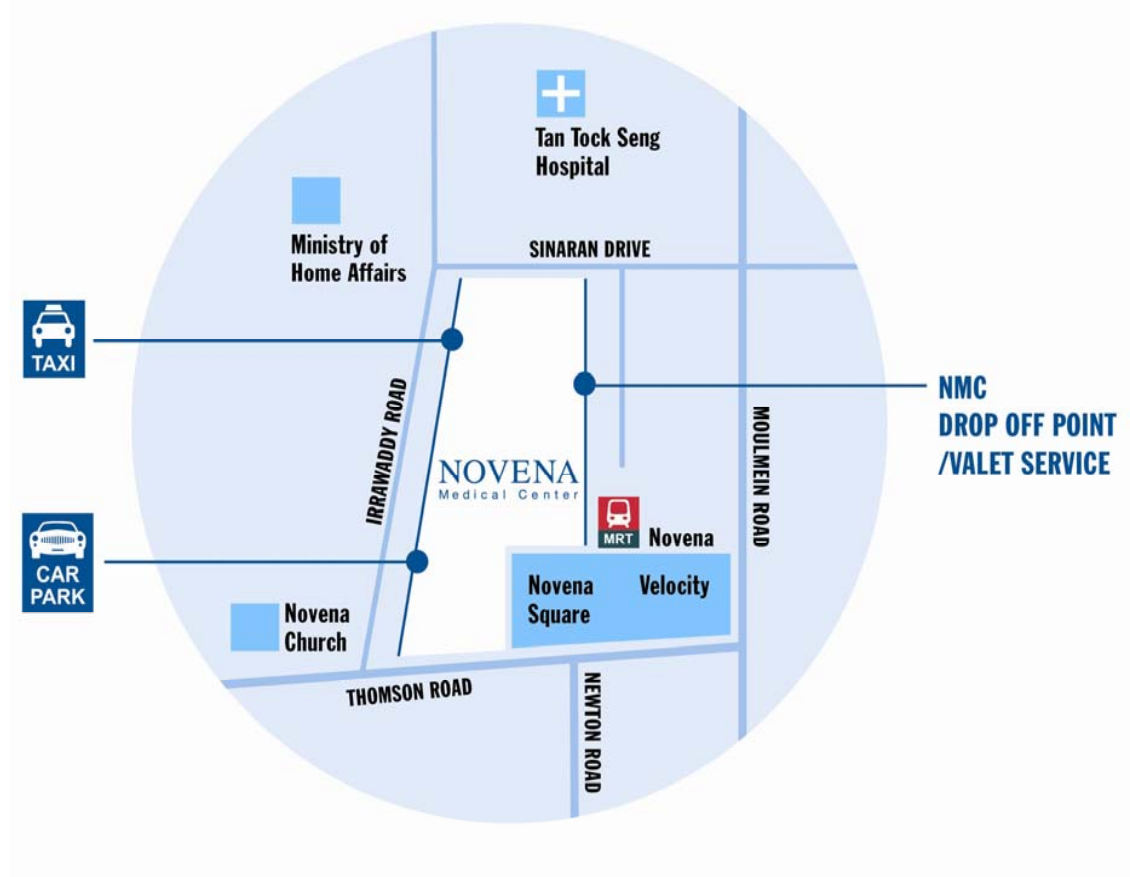 Tan Tock Seng
Hospital
Ministry of
Home Affairs
SINARAN DRIVE
TAXI
IRRAWADDY ROAD
NMC
DROP OFF POINT
/VALET SERVICE
MOULMEIN ROAD
NOVENA
Medical Center
CAR
PARK
MRT
Novena
Novena
Square
Velocity
Novena
Church
THOMSON ROAD
NEWTON ROAD